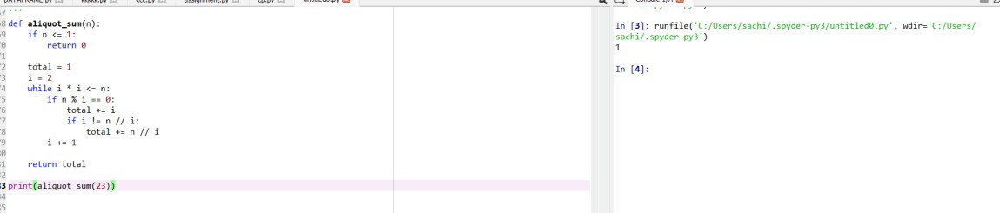 DATAFRAME.py kkkkk.py ccc.py assignment.py cp.py untitled0.py
'''
def aliquot_sum(n):
if n <= 1:
return 0
total = 1
i = 2
while i * i <= n:
if n % i == 0:
total += i
if i != n // i:
total += n // i
i += 1
return total
print(aliquot_sum(23))
Console 1/A
In [3]: runfile('C:/Users/sachi/.spyder-py3/untitled0.py', wdir='C:/Users/
sachi/.spyder-py3')
1
In [4]: